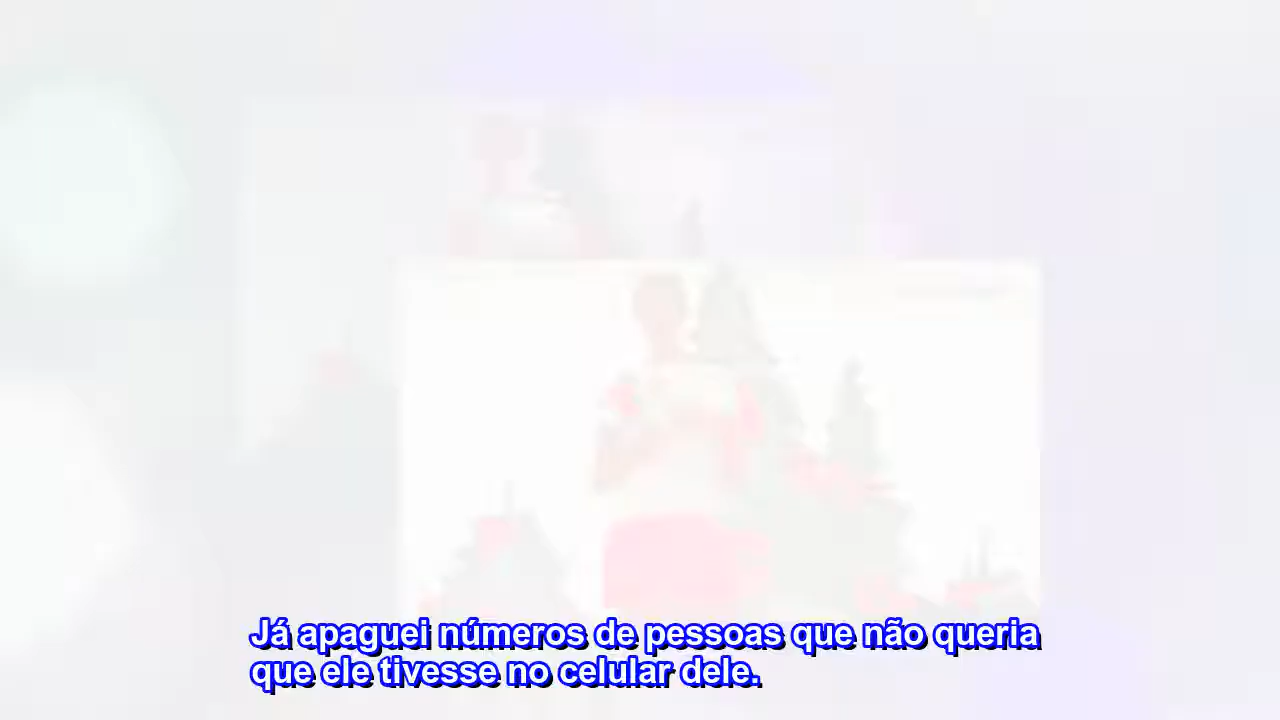 Já apaguei números de pessoas que não queria
que ele tivesse no celular dele.